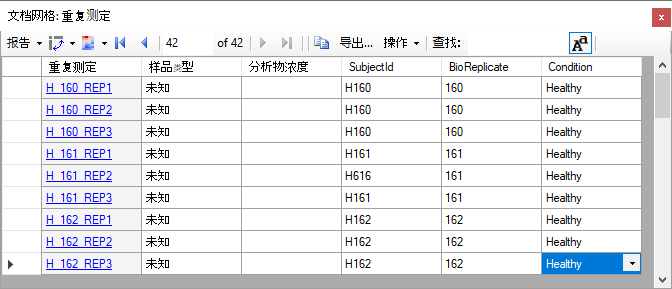 文档网格: 重复测定
报告 42 of 42 导出... 操作 查找: Aa
重复测定 样品类型 分析物浓度 SubjectId BioReplicate Condition
H_160_REP1 未知 H160 160 Healthy
H_160_REP2 未知 H160 160 Healthy
H_160_REP3 未知 H160 160 Healthy
H_161_REP1 未知 H161 161 Healthy
H_161_REP2 未知 H616 161 Healthy
H_161_REP3 未知 H161 161 Healthy
H_162_REP1 未知 H162 162 Healthy
H_162_REP2 未知 H162 162 Healthy
H_162_REP3 未知 H162 162 Healthy